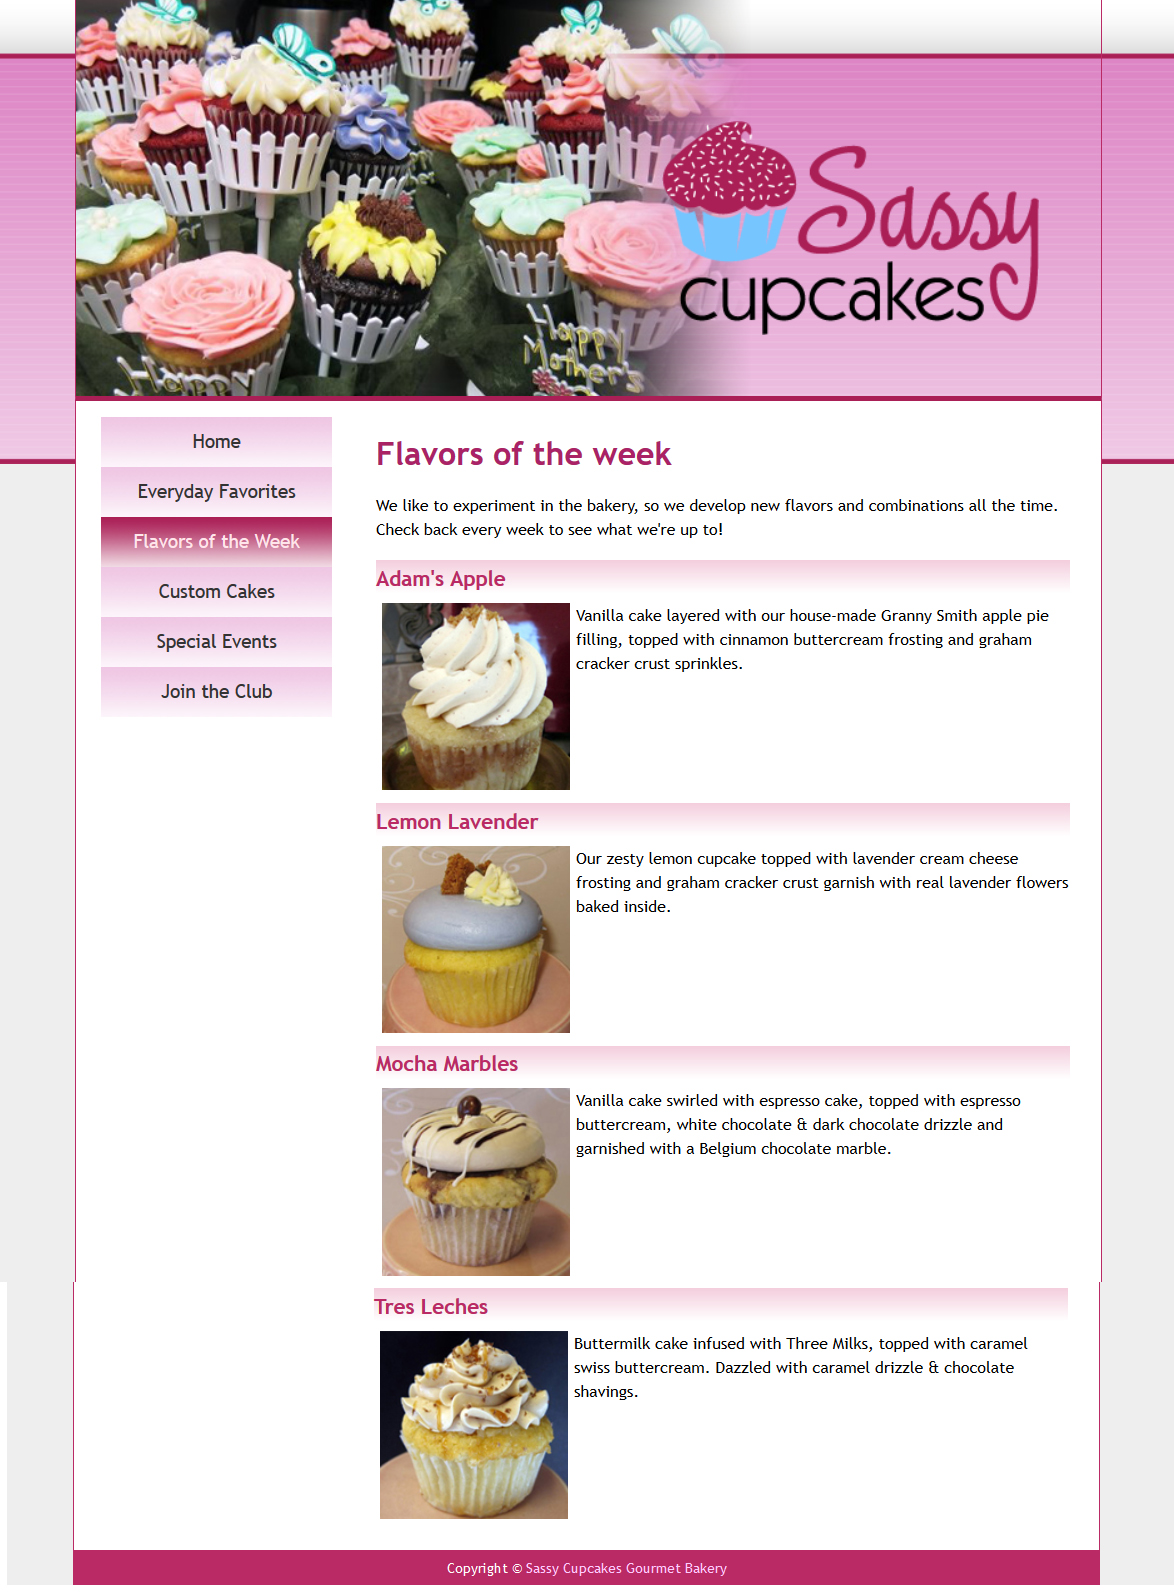 Happy
Happy
Mother's
Sassy
cupcakes
Home
Everyday Favorites
Flavors of the Week
Custom Cakes
Special Events
Join the Club
Flavors of the week
We like to experiment in the bakery, so we develop new flavors and combinations all the time.
Check back every week to see what we're up to!
Adam's Apple
Vanilla cake layered with our house-made Granny Smith apple pie
filling, topped with cinnamon buttercream frosting and graham
cracker crust sprinkles.
Lemon Lavender
Our zesty lemon cupcake topped with lavender cream cheese
frosting and graham cracker crust garnish with real lavender flowers
baked inside.
Mocha Marbles
Vanilla cake swirled with espresso cake, topped with espresso
buttercream, white chocolate & dark chocolate drizzle and
garnished with a Belgium chocolate marble.
Tres Leches
Buttermilk cake infused with Three Milks, topped with caramel
swiss buttercream. Dazzled with caramel drizzle & chocolate
shavings.
Copyright © Sassy Cupcakes Gourmet Bakery